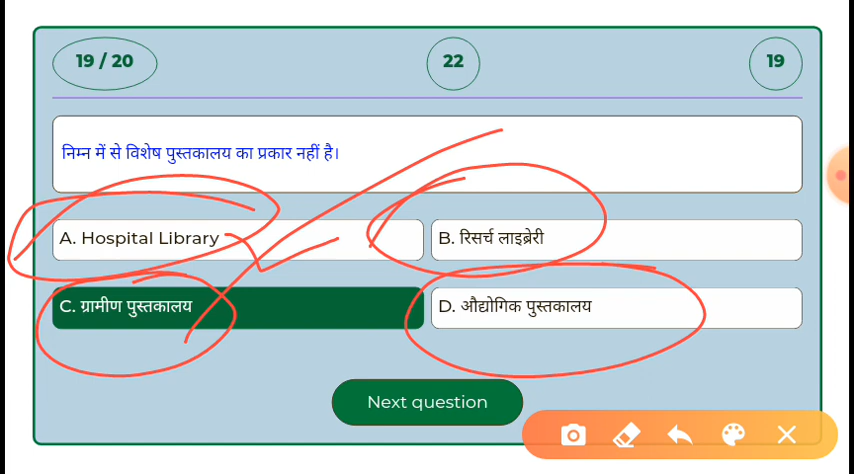 19 / 20
22
19
निम्न में से विशेष पुस्तकालय का प्रकार नहीं है।
A. Hospital Library
B. रिसर्च लाइब्रेरी
C. ग्रामीण पुस्तकालय
D. औद्योगिक पुस्तकालय
Next question